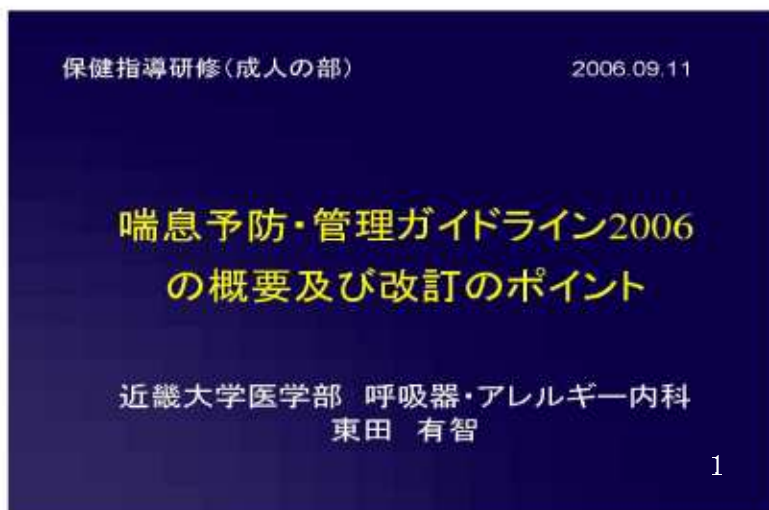 保健指導研修(成人の部) 2006.09.11
喘息予防・管理ガイドライン2006
の概要及び改訂のポイント
近畿大学医学部 呼吸器・アレルギー内科
東田 有智
1